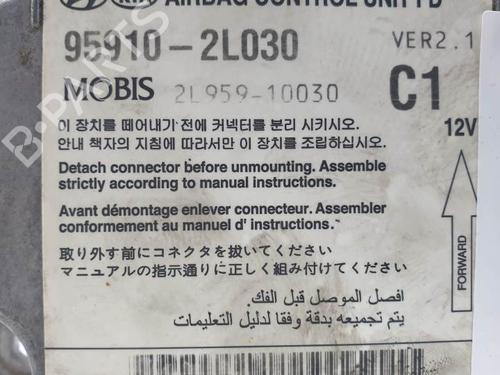 KIA AIRBAG CONTROL UNIT FD
95910-2L030 VER2.1
MOBIS 2L959-10030 C1
이 장치를 떼어내기 전에 커넥터를 분리 시키시오. 12V
안내 책자의 지침에 따라서만 이 장치를 조립하십시오.
Detach connector before unmounting. Assemble
strictly according to manual instructions.
Avant démontage enlever connecteur. Assembler
conformement au manuel d' instructions.
取り外す前にコネクタを抜いてください
マニュアルの指示通りに正しく組み付けてください
افصل الموصل قبل الفك.
يتم تجميعه بدقة وفقا لدليل التعليمات
FORWARD
B-PARTS